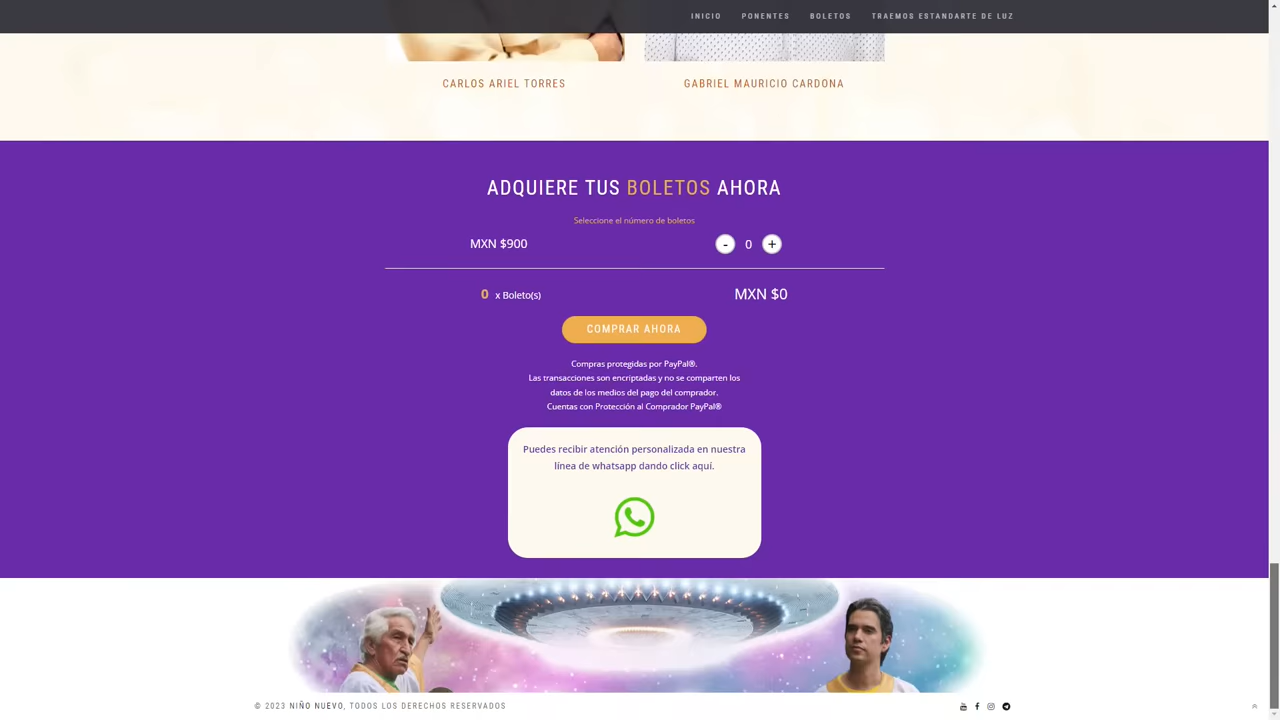 INICIO PONENTES BOLETOS TRAEMOS ESTANDARTE DE LUZ
CARLOS ARIEL TORRES GABRIEL MAURICIO CARDONA
ADQUIERE TUS BOLETOS AHORA
Seleccione el número de boletos
MXN $900 - 0 +
0 x Boleto(s) MXN $0
COMPRAR AHORA
Compras protegidas por PayPal®.
Las transacciones son encriptadas y no se comparten los
datos de los medios del pago del comprador.
Cuentas con Protección al Comprador PayPal®
Puedes recibir atención personalizada en nuestra
línea de whatsapp dando click aquí.
© 2023 NIÑO NUEVO, TODOS LOS DERECHOS RESERVADOS